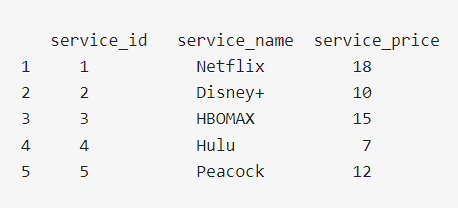 service_id service_name service_price
1 1 Netflix 18
2 2 Disney+ 10
3 3 HBOMAX 15
4 4 Hulu 7
5 5 Peacock 12